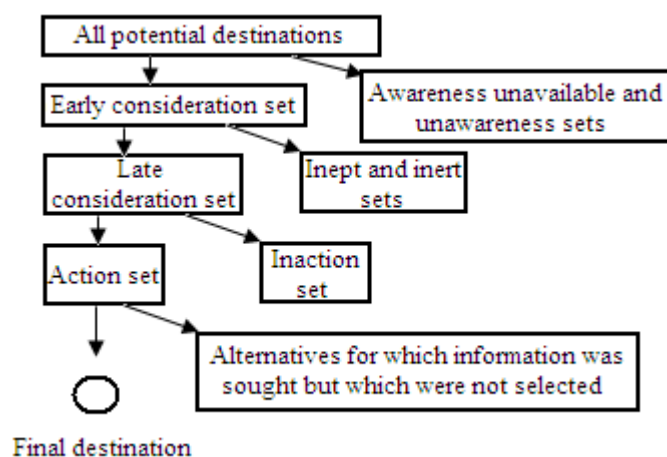 All potential destinations
Awareness unavailable and
unawareness sets
Early consideration set
Late
consideration set
Inept and inert
sets
Action set
Inaction
set
Alternatives for which information was
sought but which were not selected
Final destination